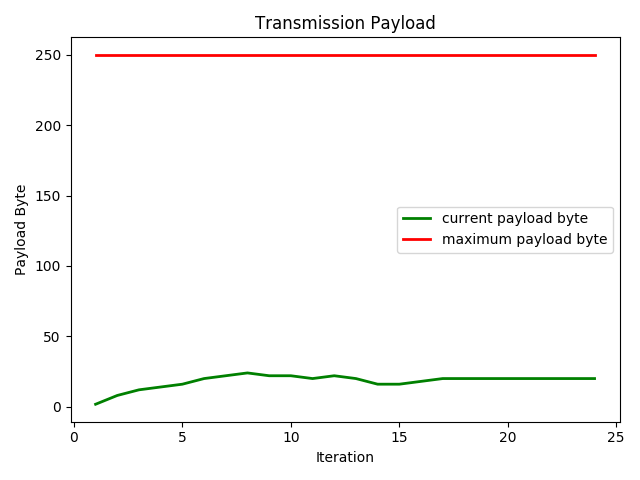 Transmission Payload
250
200
150
100
50
0
Payload Byte
current payload byte
maximum payload byte
0 5 10 15 20 25
Iteration